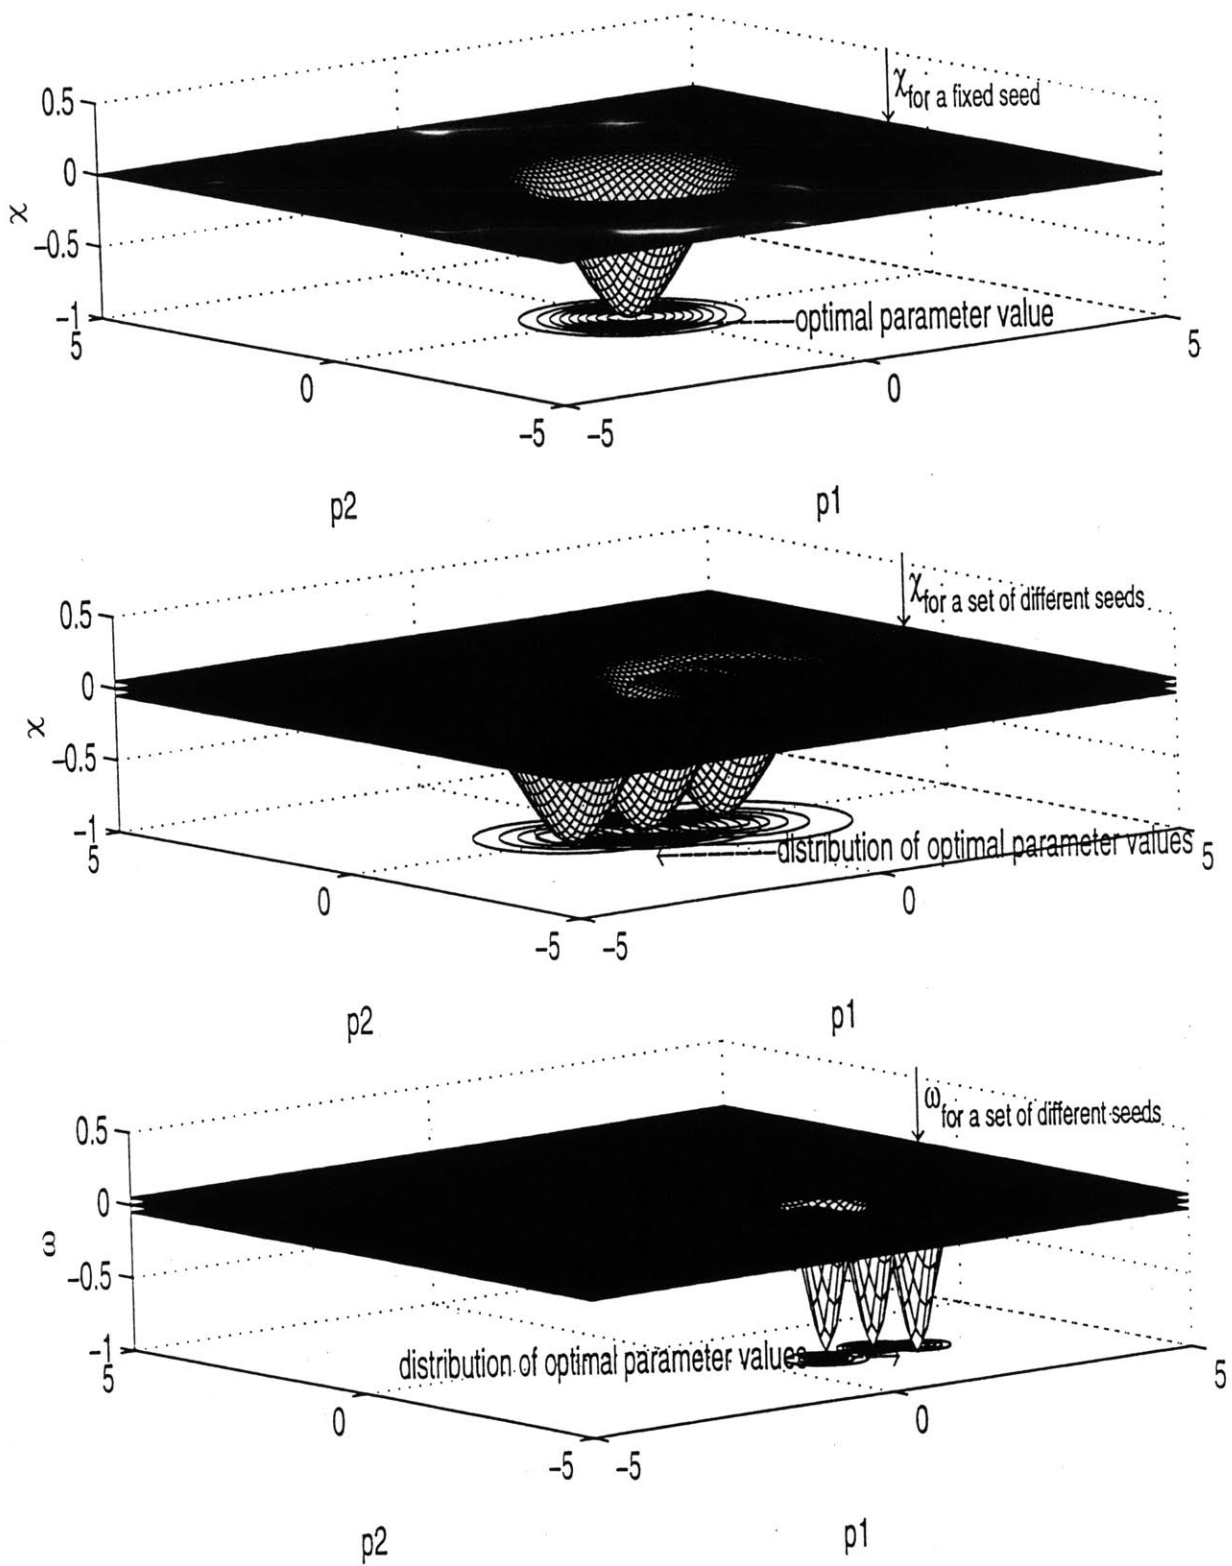 0.5
χ for a fixed seed
0
χ
−0.5
−1
optimal parameter value
5
5
0
0
−5
−5
p2
p1
0.5
χ for a set of different seeds
0
χ
−0.5
−1
distribution of optimal parameter values
5
5
0
0
−5
−5
p2
p1
0.5
ω for a set of different seeds
0
ω
−0.5
−1
distribution of optimal parameter values
5
5
0
0
−5
−5
p2
p1